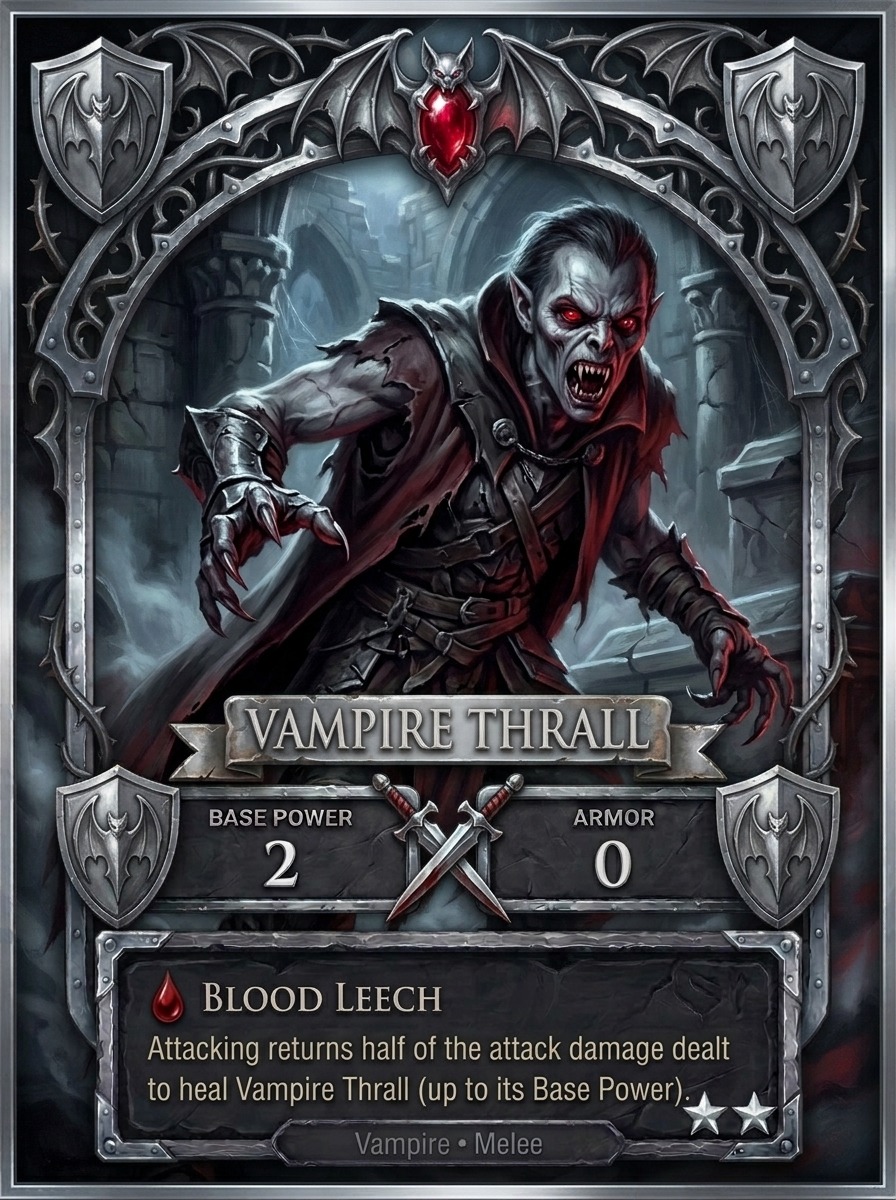 VAMPIRE THRALL
BASE POWER
2
ARMOR
0
BLOOD LEECH
Attacking returns half of the attack damage dealt
to heal Vampire Thrall (up to its Base Power).
Vampire • Melee